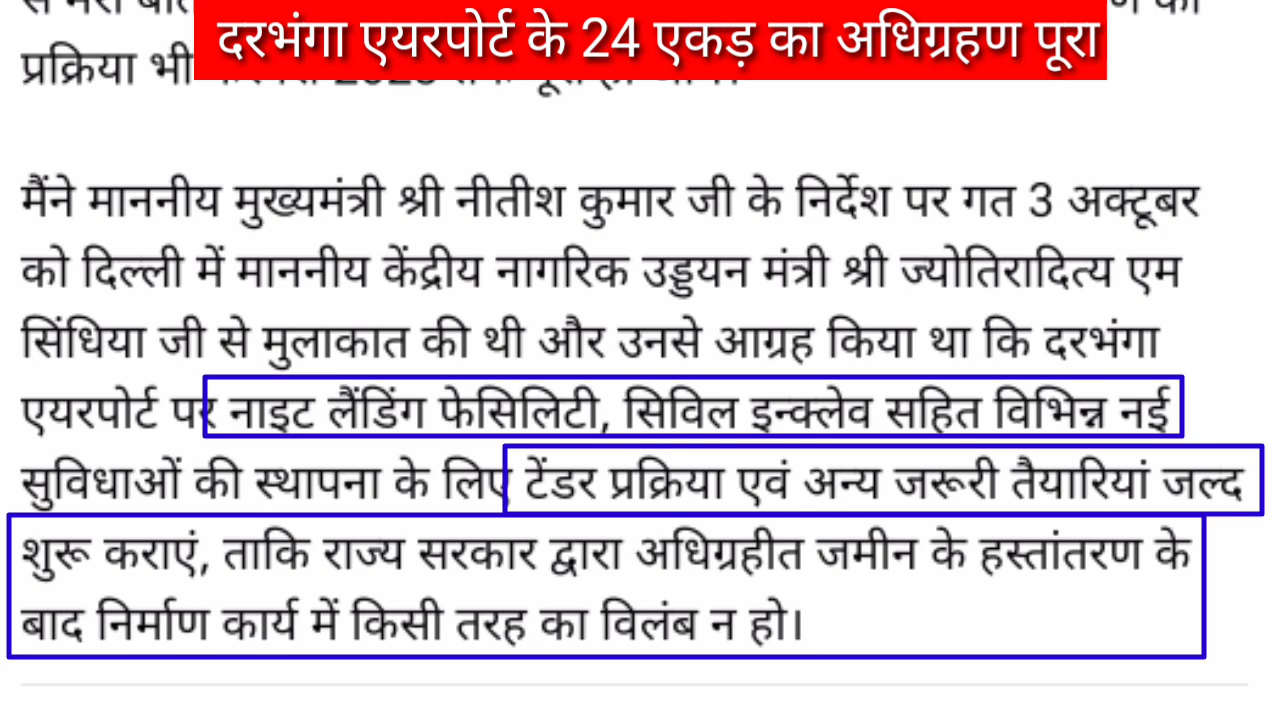 दरभंगा एयरपोर्ट के 24 एकड़ का अधिग्रहण पूरा
प्रक्रिया भी
मैंने माननीय मुख्यमंत्री श्री नीतीश कुमार जी के निर्देश पर गत 3 अक्टूबर
को दिल्ली में माननीय केंद्रीय नागरिक उड्डयन मंत्री श्री ज्योतिरादित्य एम
सिंधिया जी से मुलाकात की थी और उनसे आग्रह किया था कि दरभंगा
एयरपोर्ट पर नाइट लैंडिंग फेसिलिटी, सिविल इन्क्लेव सहित विभिन्न नई
सुविधाओं की स्थापना के लिए टेंडर प्रक्रिया एवं अन्य जरूरी तैयारियां जल्द
शुरू कराएं, ताकि राज्य सरकार द्वारा अधिग्रहीत जमीन के हस्तांतरण के
बाद निर्माण कार्य में किसी तरह का विलंब न हो।